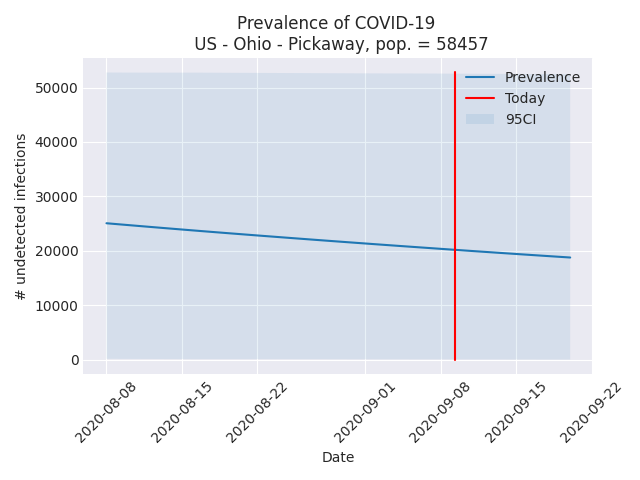 Prevalence of COVID-19
US - Ohio - Pickaway, pop. = 58457
Prevalence
Today
95CI
# undetected infections
50000
40000
30000
20000
10000
0
2020-08-08
2020-08-15
2020-08-22
2020-09-01
2020-09-08
2020-09-15
2020-09-22
Date